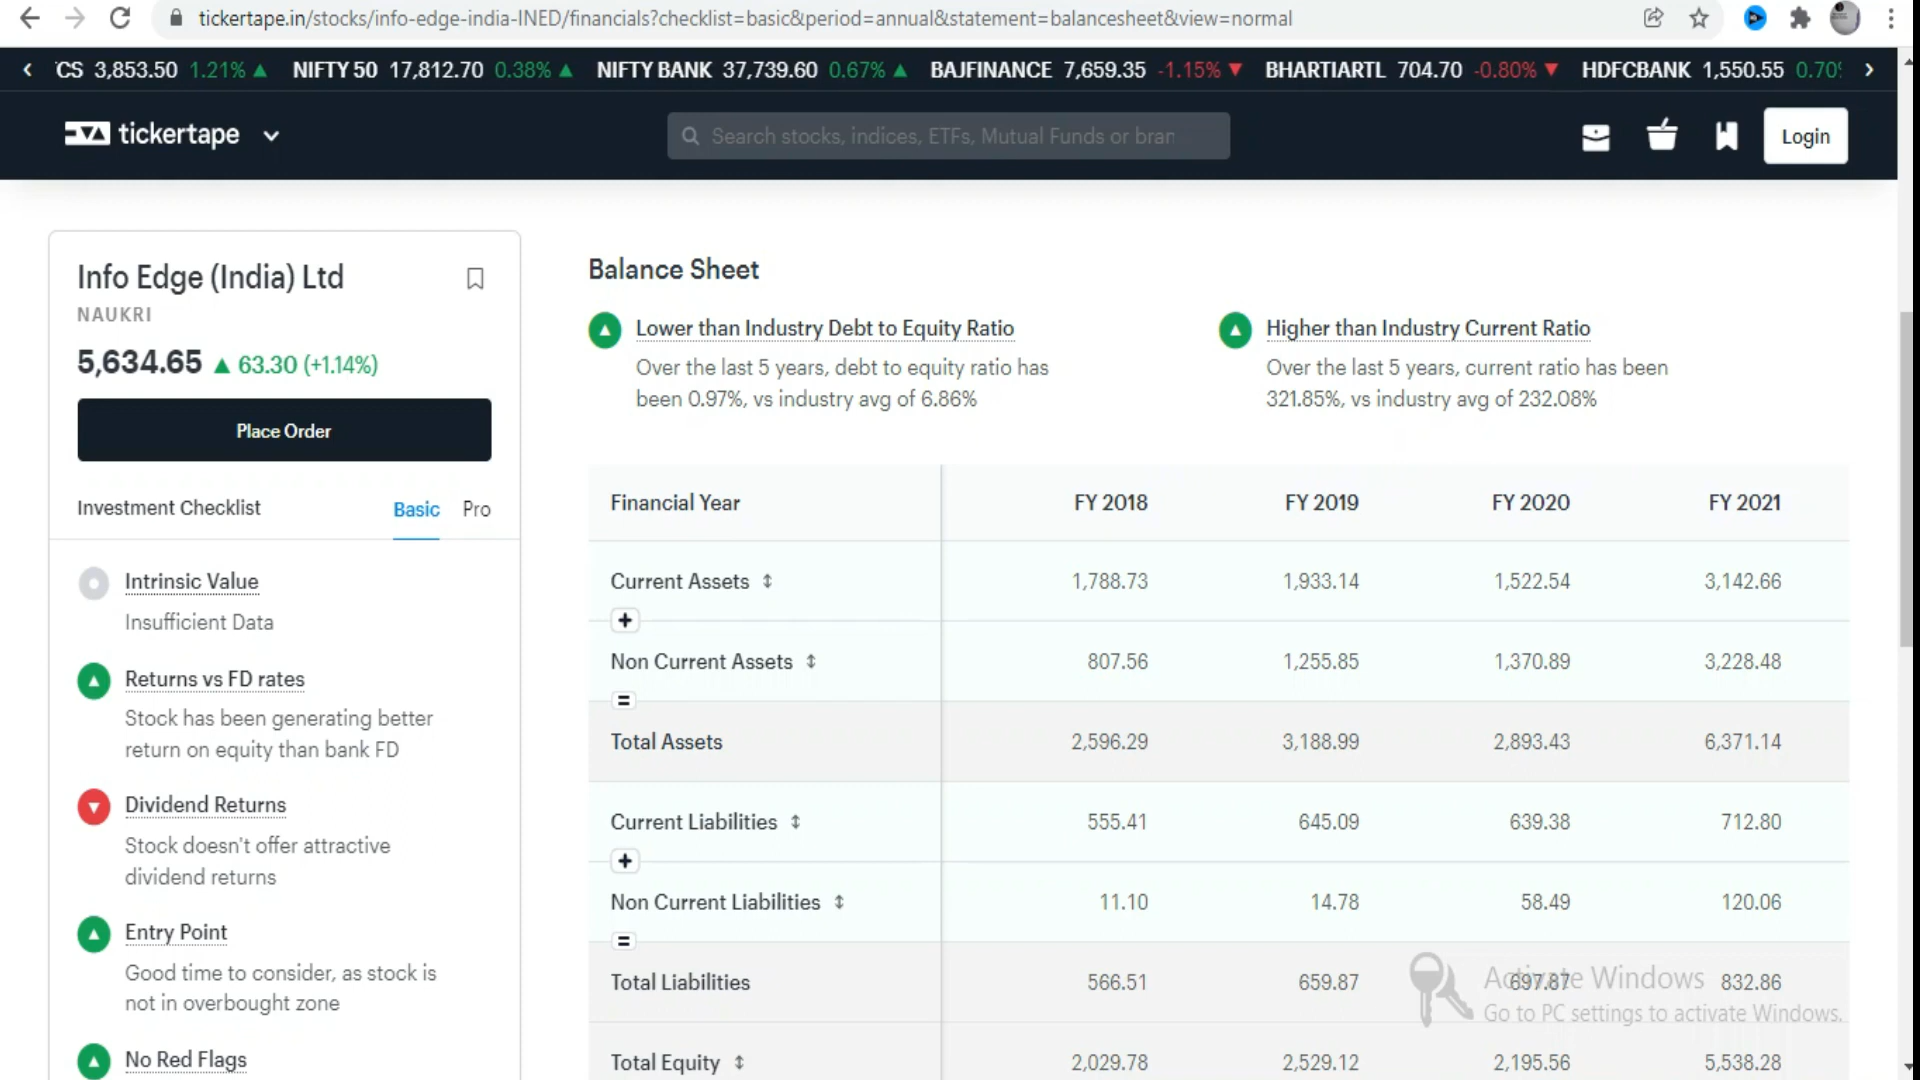 tickertape.in/stocks/info-edge-india-INED/financials?checklist=basic&period=annual&statement=balancesheet&view=normal
CS 3,853.50 1.21% ▲ NIFTY 50 17,812.70 0.38% ▲ NIFTY BANK 37,739.60 0.67% ▲ BAJFINANCE 7,659.35 -1.15% ▼ BHARTIARTL 704.70 -0.80% ▼ HDFCBANK 1,550.55 0.70%
tickertape
Search stocks, indices, ETFs, Mutual Funds or bran
Login
Info Edge (India) Ltd
NAUKRI
5,634.65 ▲ 63.30 (+1.14%)
Place Order
Investment Checklist Basic Pro
Intrinsic Value
Insufficient Data
Returns vs FD rates
Stock has been generating better
return on equity than bank FD
Dividend Returns
Stock doesn't offer attractive
dividend returns
Entry Point
Good time to consider, as stock is
not in overbought zone
No Red Flags
Balance Sheet
Lower than Industry Debt to Equity Ratio
Over the last 5 years, debt to equity ratio has
been 0.97%, vs industry avg of 6.86%
Higher than Industry Current Ratio
Over the last 5 years, current ratio has been
321.85%, vs industry avg of 232.08%
Financial Year FY 2018 FY 2019 FY 2020 FY 2021
Current Assets 1,788.73 1,933.14 1,522.54 3,142.66
+
Non Current Assets 807.56 1,255.85 1,370.89 3,228.48
=
Total Assets 2,596.29 3,188.99 2,893.43 6,371.14
Current Liabilities 555.41 645.09 639.38 712.80
+
Non Current Liabilities 11.10 14.78 58.49 120.06
=
Total Liabilities 566.51 659.87 697.87 832.86
Activate Windows
Go to PC settings to activate Windows.
Total Equity 2,029.78 2,529.12 2,195.56 5,538.28